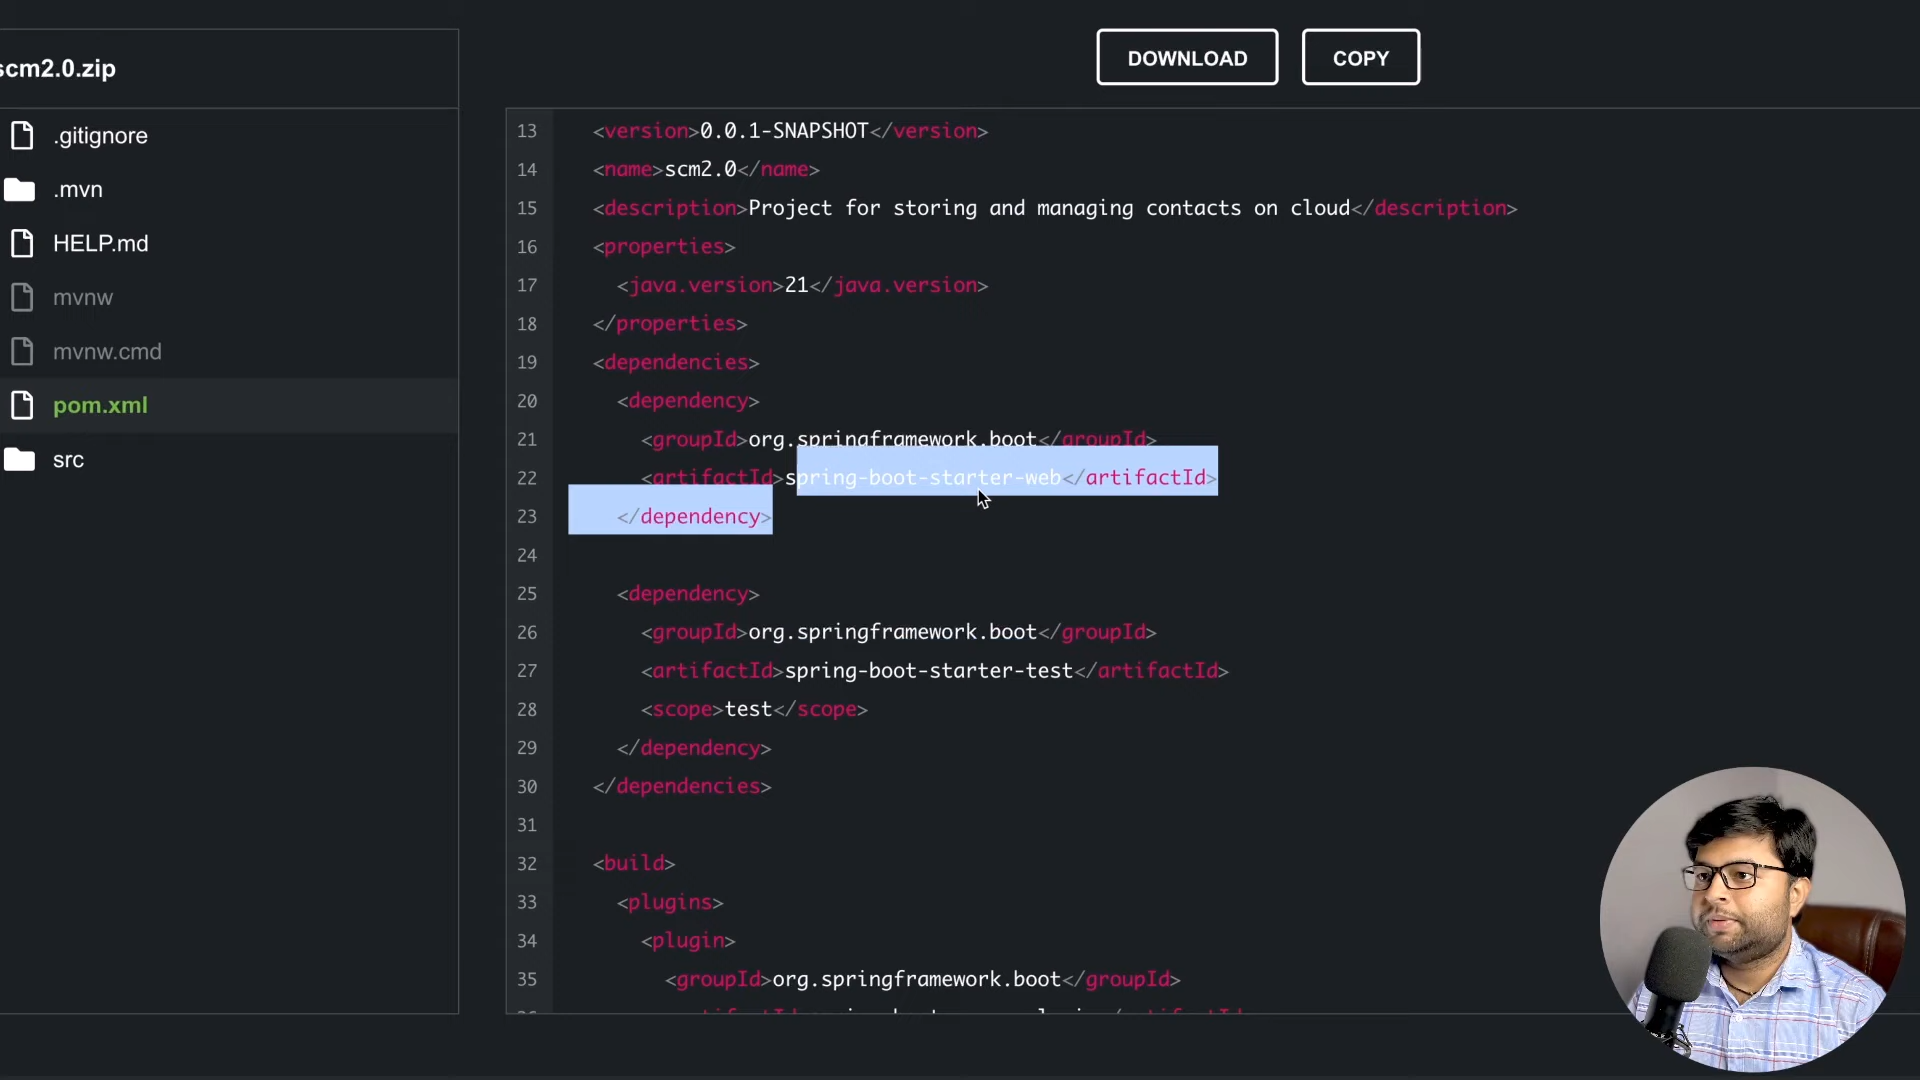 scm2.0.zip
DOWNLOAD
COPY
.gitignore
.mvn
HELP.md
mvnw
mvnw.cmd
pom.xml
src
13 <version>0.0.1-SNAPSHOT</version>
14 <name>scm2.0</name>
15 <description>Project for storing and managing contacts on cloud</description>
16 <properties>
17 <java.version>21</java.version>
18 </properties>
19 <dependencies>
20 <dependency>
21 <groupId>org.springframework.boot</groupId>
22 <artifactId>spring-boot-starter-web</artifactId>
23 </dependency>
24
25 <dependency>
26 <groupId>org.springframework.boot</groupId>
27 <artifactId>spring-boot-starter-test</artifactId>
28 <scope>test</scope>
29 </dependency>
30 </dependencies>
31
32 <build>
33 <plugins>
34 <plugin>
35 <groupId>org.springframework.boot</groupId>